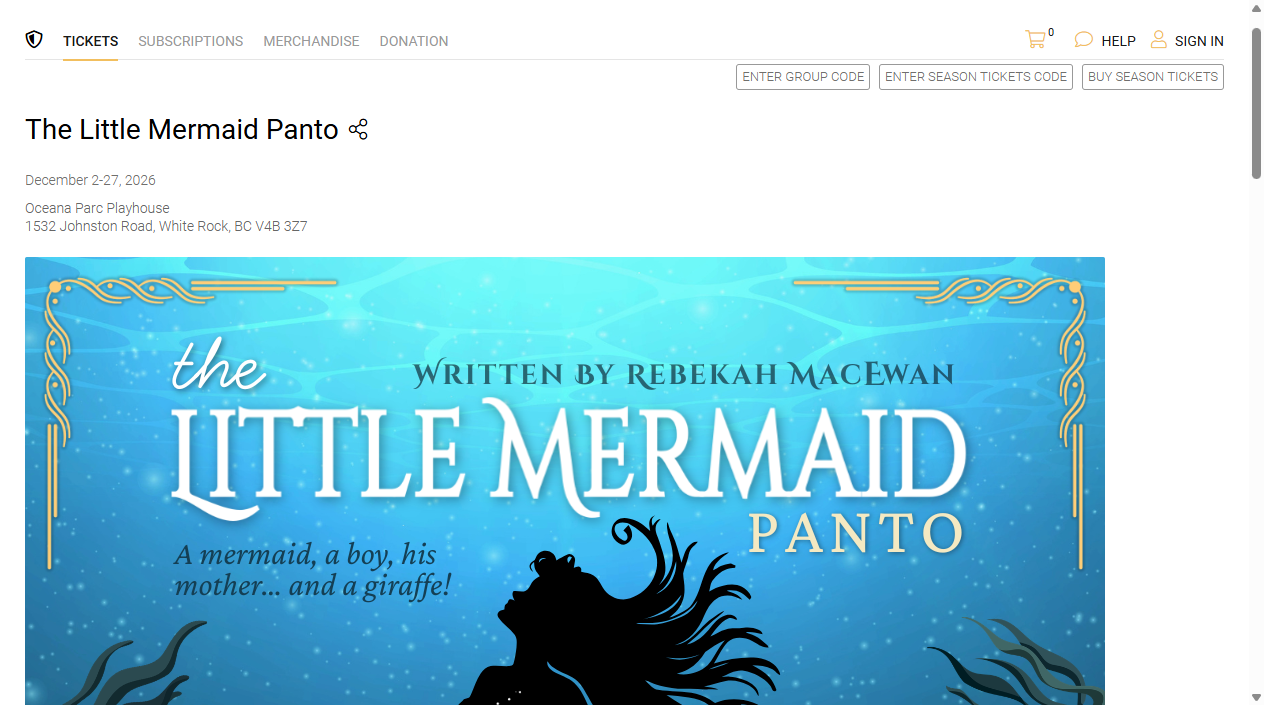 TICKETS SUBSCRIPTIONS MERCHANDISE DONATION 0 HELP SIGN IN
ENTER GROUP CODE ENTER SEASON TICKETS CODE BUY SEASON TICKETS
The Little Mermaid Panto
December 2-27, 2026
Oceana Parc Playhouse
1532 Johnston Road, White Rock, BC V4B 3Z7
the
WRITTEN BY REBEKAH MACEWAN
LITTLE MERMAID
PANTO
A mermaid, a boy, his
mother... and a giraffe!